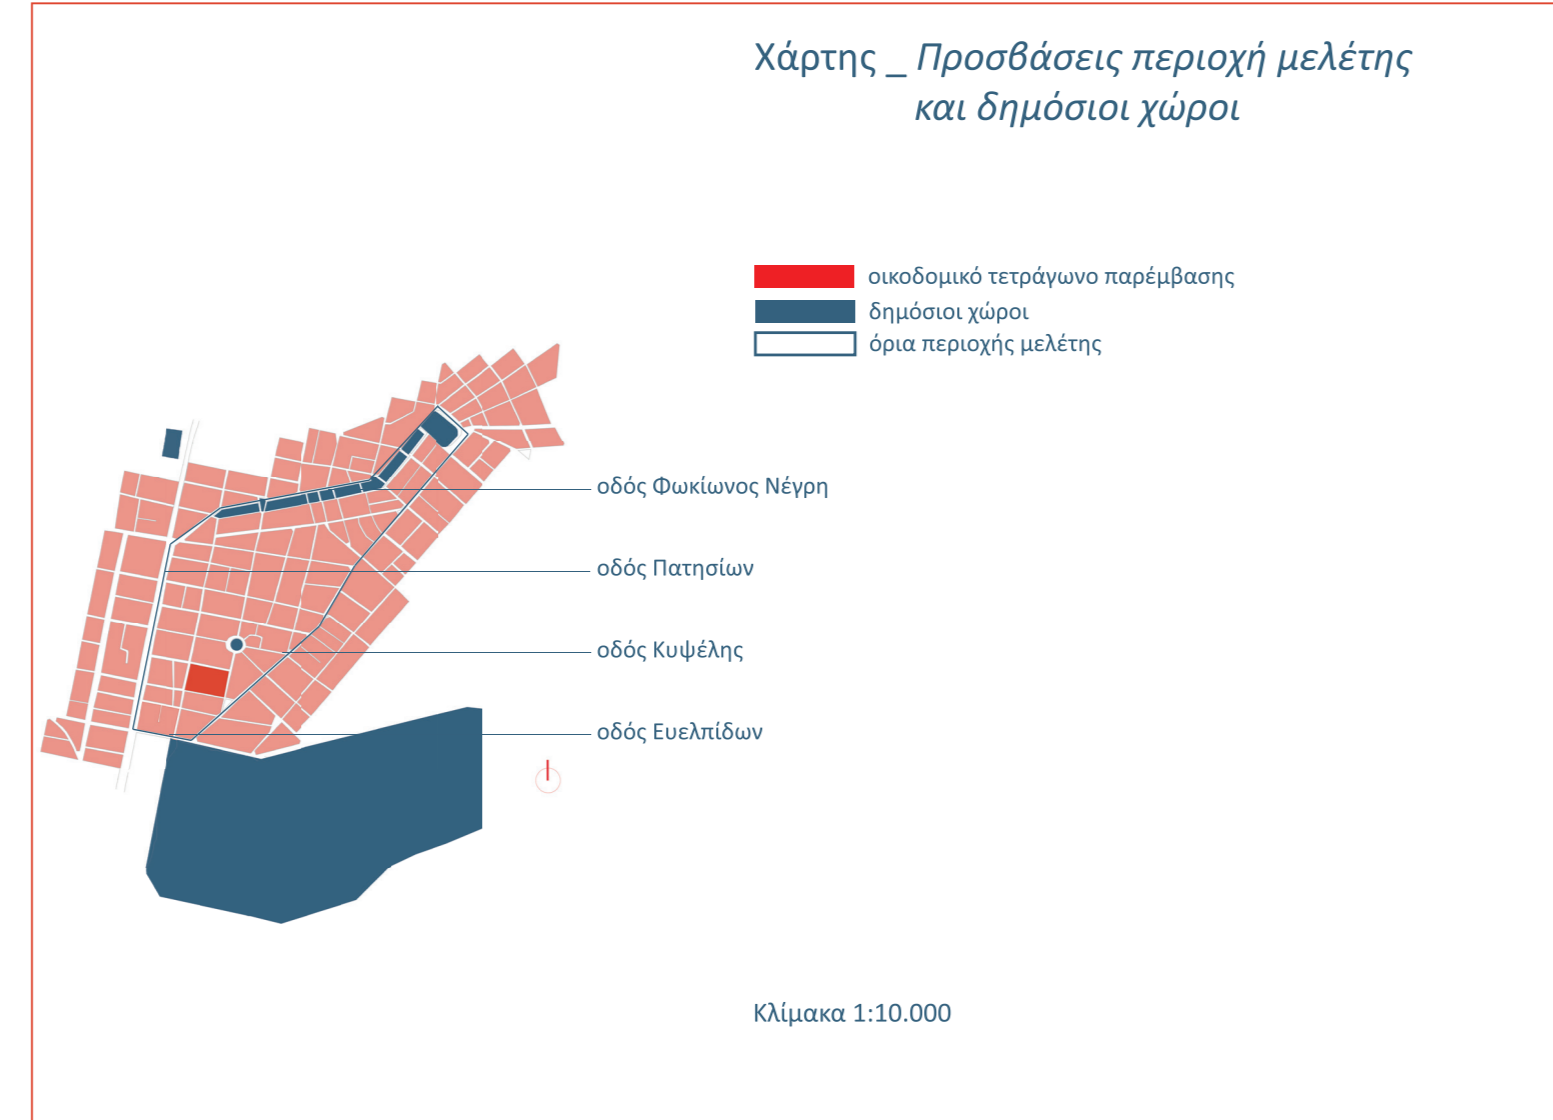 Χάρτης _ Προσβάσεις περιοχή μελέτης
και δημόσιοι χώροι
οικοδομικό τετράγωνο παρέμβασης
δημόσιοι χώροι
όρια περιοχής μελέτης
οδός Φωκίωνος Νέγρη
οδός Πατησίων
οδός Κυψέλης
οδός Ευελπίδων
Κλίμακα 1:10.000